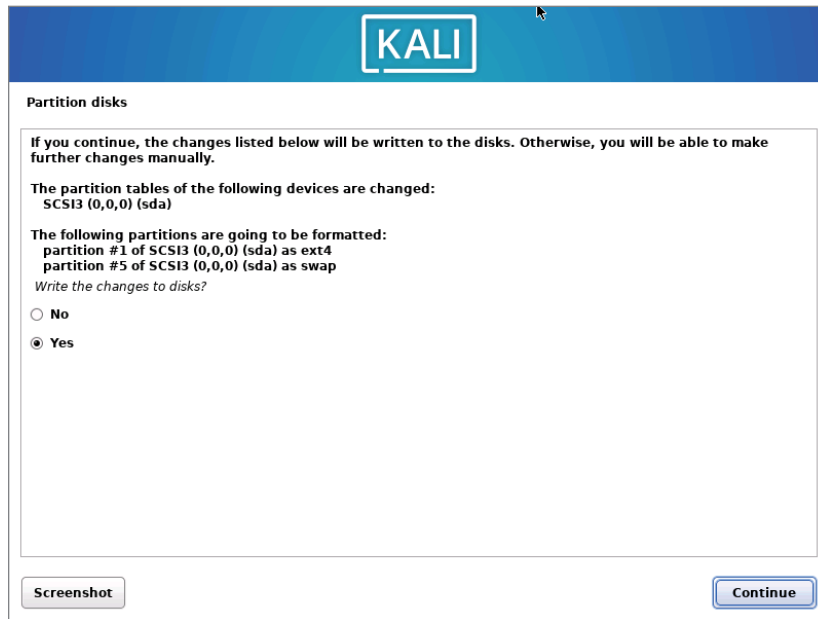 KALI
Partition disks
If you continue, the changes listed below will be written to the disks. Otherwise, you will be able to make
further changes manually.
The partition tables of the following devices are changed:
SCSI3 (0,0,0) (sda)
The following partitions are going to be formatted:
partition #1 of SCSI3 (0,0,0) (sda) as ext4
partition #5 of SCSI3 (0,0,0) (sda) as swap
Write the changes to disks?
No
Yes
Screenshot
Continue